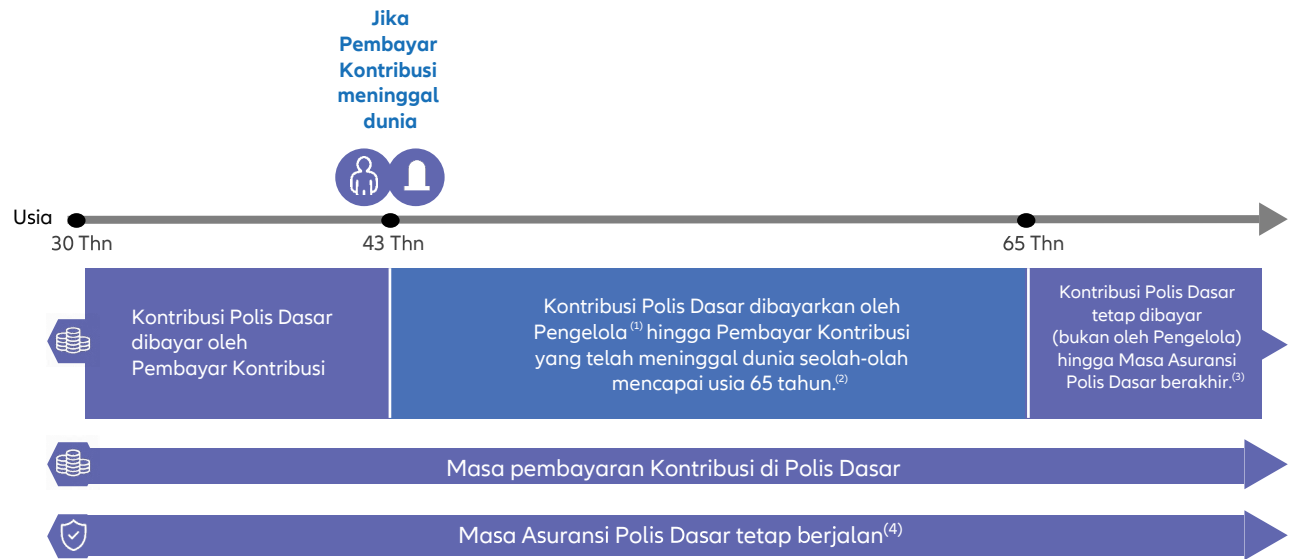 Jika
Pembayar
Kontribusi
meninggal
dunia
Usia
30 Thn
43 Thn
65 Thn
Kontribusi Polis Dasar
dibayar oleh
Pembayar Kontribusi
Kontribusi Polis Dasar dibayarkan oleh
Pengelola (1) hingga Pembayar Kontribusi
yang telah meninggal dunia seolah-olah
mencapai usia 65 tahun.(2)
Kontribusi Polis Dasar
tetap dibayar
(bukan oleh Pengelola)
hingga Masa Asuransi
Polis Dasar berakhir.(3)
Masa pembayaran Kontribusi di Polis Dasar
Masa Asuransi Polis Dasar tetap berjalan(4)